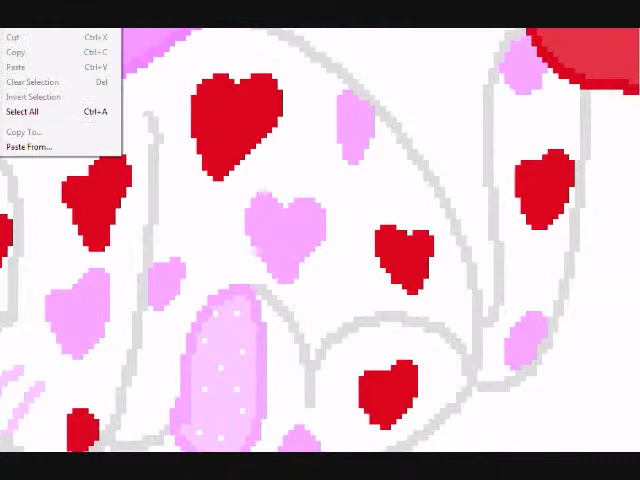 Cut Ctrl+X
Copy Ctrl+C
Paste Ctrl+V
Clear Selection Del
Invert Selection
Select All Ctrl+A
Copy To...
Paste From...